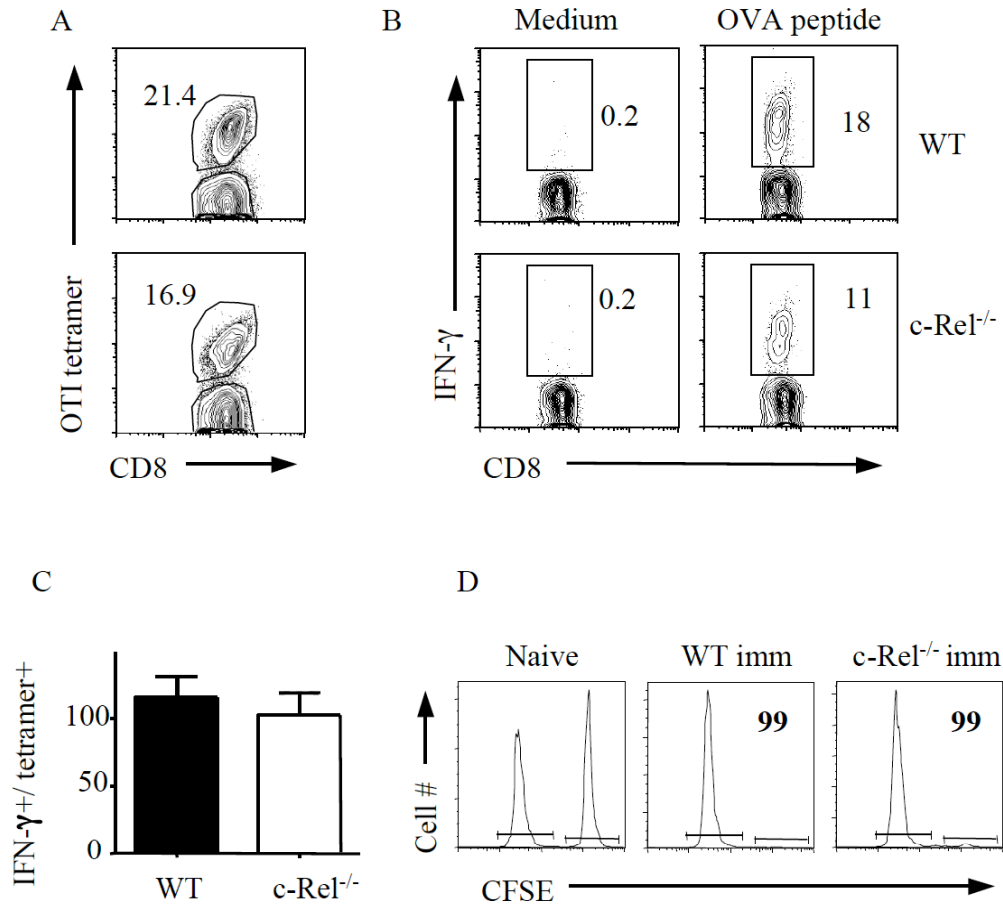 A
21.4
16.9
OTI tetramer
CD8
B
Medium
OVA peptide
0.2
18
WT
0.2
11
c-Rel-/-
IFN-γ
CD8
C
100
50
0
IFN-γ+/ tetramer+
WT
c-Rel-/-
D
Naive
WT imm
c-Rel-/- imm
99
99
Cell #
CFSE